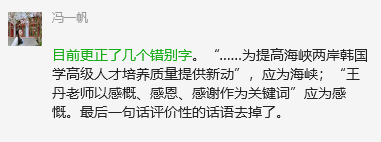 冯一帆
目前更正了几个错别字。“……为提高海峽两岸韩国
学高级人才培养质量提供新动”，应为海峡；“王
丹老师以感慨、感恩、感谢作为关键词”应为感
慨。最后一句话评价性的话语去掉了。